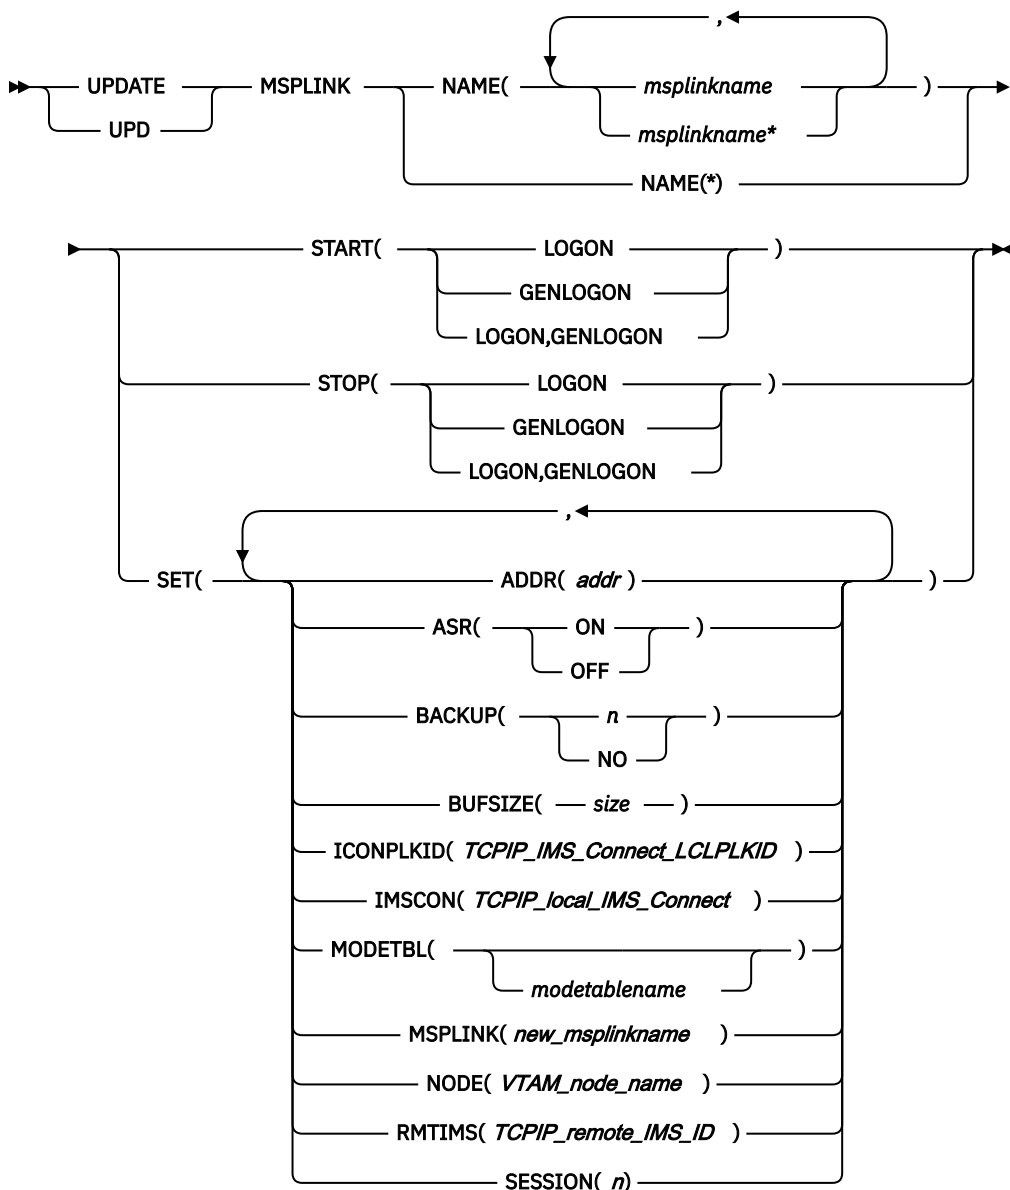 ,
UPDATE MSPLINK NAME( msplinkname )
UPD msplinkname*
NAME(*)
START( LOGON )
GENLOGON
LOGON,GENLOGON
STOP( LOGON )
GENLOGON
LOGON,GENLOGON
,
SET( ADDR( addr ) )
ASR( ON )
OFF
BACKUP( n )
NO
BUFSIZE( size )
ICONPLKID( TCPIP_IMS_Connect_LCLPLKID )
IMSCON( TCPIP_local_IMS_Connect )
MODETBL( )
modetablename
MSPLINK( new_msplinkname )
NODE( VTAM_node_name )
RMTIMS( TCPIP_remote_IMS_ID )
SESSION( n)